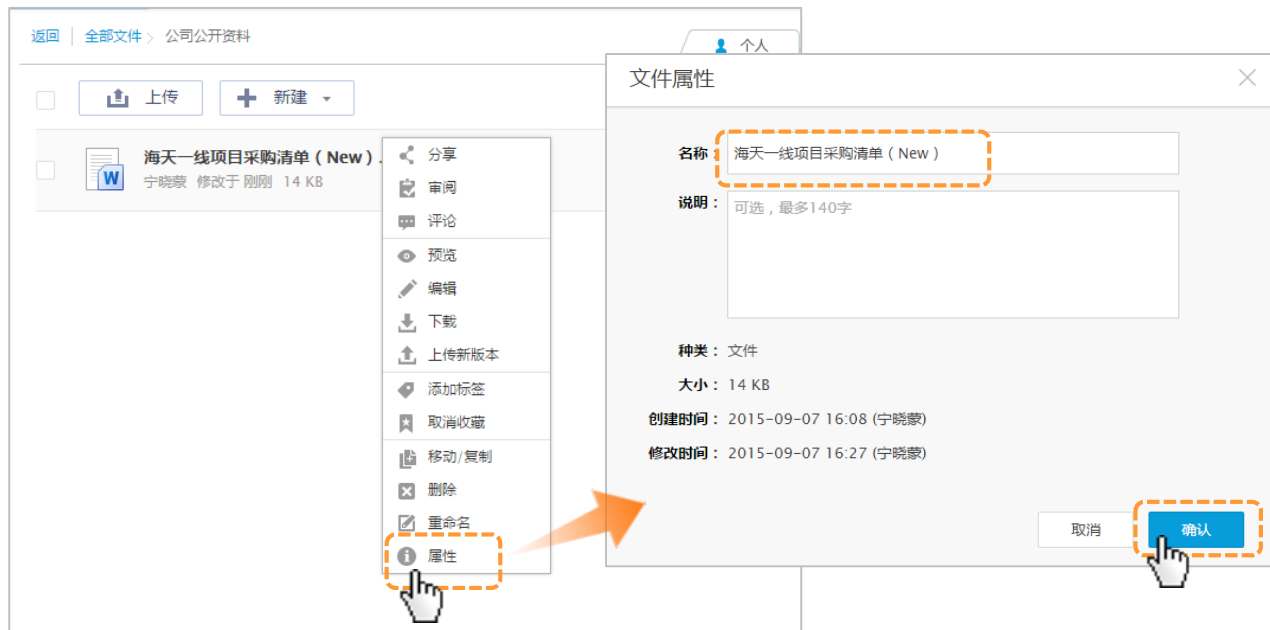 返回 | 全部文件 > 公司公开资料
个人
上传
新建
海天一线项目采购清单（New）.
宁晓蒙 修改于 刚刚 14 KB
分享
审阅
评论
预览
编辑
下载
上传新版本
添加标签
取消收藏
移动/复制
删除
重命名
属性
文件属性
名称： 海天一线项目采购清单（New）
说明： 可选，最多140字
种类： 文件
大小： 14 KB
创建时间： 2015-09-07 16:08 (宁晓蒙)
修改时间： 2015-09-07 16:27 (宁晓蒙)
取消
确认